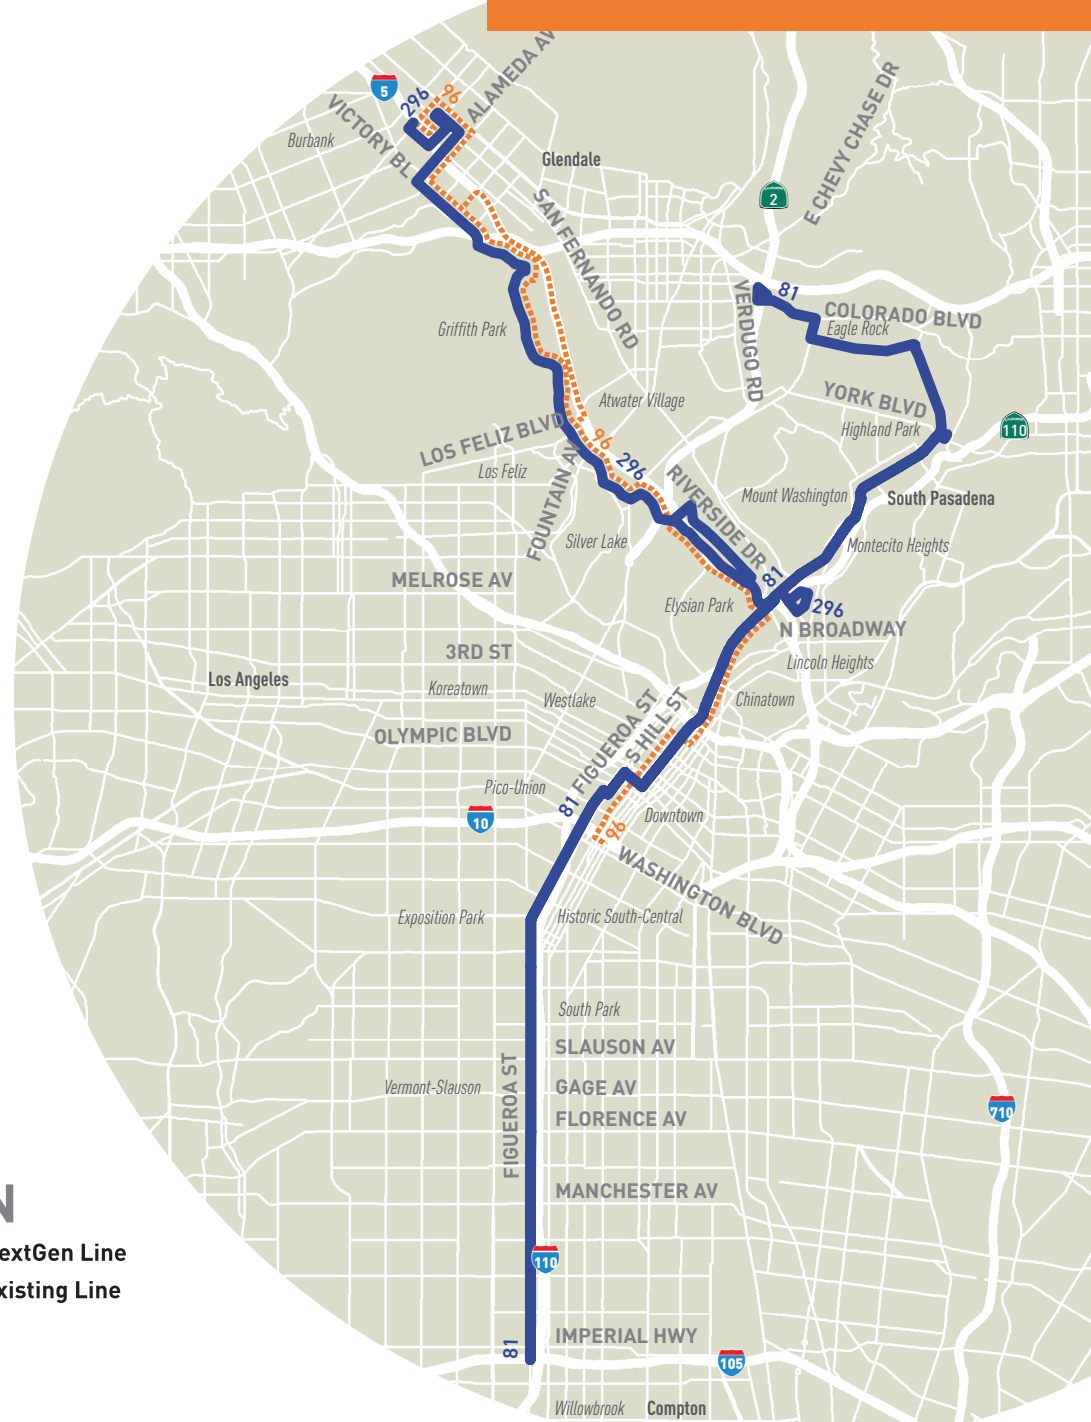 ALAMEDA AV
5
296
96
VICTORY BL
Burbank
Glendale
E CHEVY CHASE DR
CALIFORNIA
2
SAN FERNANDO RD
VERDUGO RD
81
COLORADO BLVD
Eagle Rock
Griffith Park
YORK BLVD
Highland Park
110
Atwater Village
LOS FELIZ BLVD
96
296
Los Feliz
FOUNTAIN AV
RIVERSIDE DR
Mount Washington
South Pasadena
Silver Lake
Montecito Heights
MELROSE AV
81
Elysian Park
296
N BROADWAY
3RD ST
Lincoln Heights
Los Angeles
Koreatown
Westlake
Chinatown
FIGUEROA ST
S HILL ST
OLYMPIC BLVD
Pico-Union
81
10
Downtown
96
WASHINGTON BLVD
Exposition Park
Historic South-Central
South Park
SLAUSON AV
Vermont-Slauson
GAGE AV
FIGUEROA ST
FLORENCE AV
710
MANCHESTER AV
N
extGen Line
110
xisting Line
81
IMPERIAL HWY
105
Willowbrook
Compton